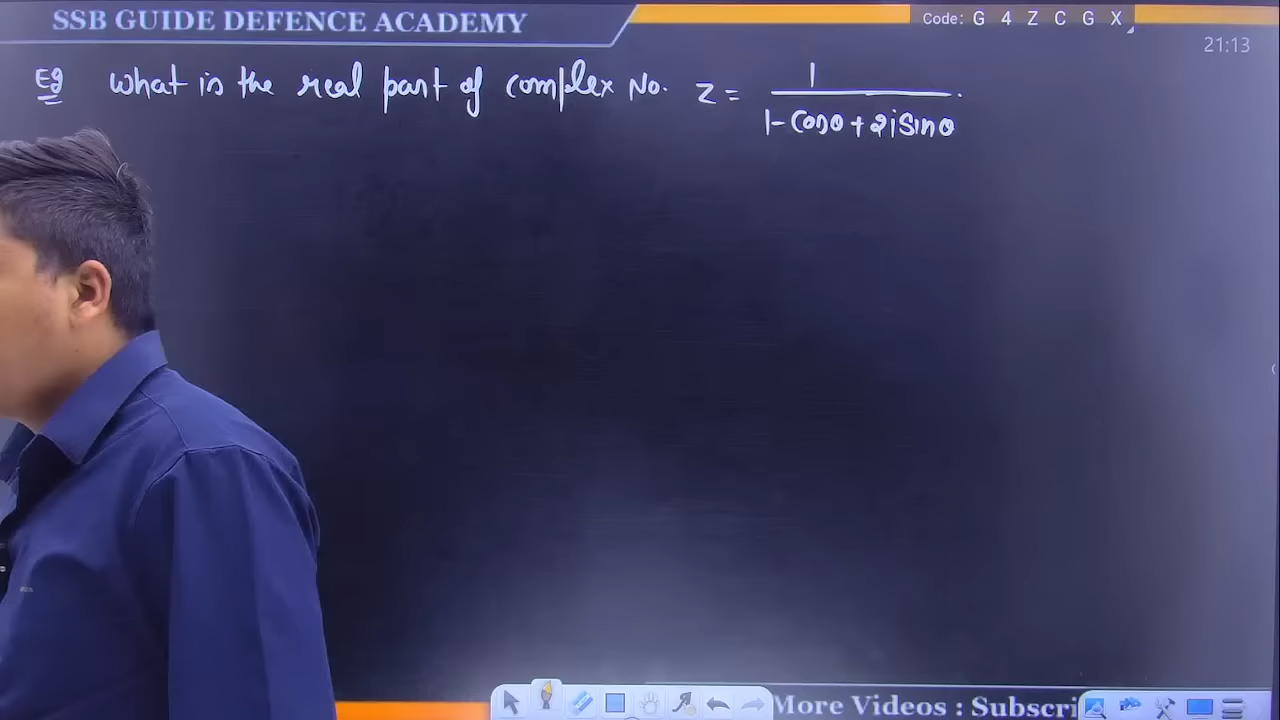 SSB GUIDE DEFENCE ACADEMY
Code: G 4 Z C G X
21:13
Eg What is the real part of complex No. z = 1
1 - Cosθ + 2iSinθ
More Videos : Subscri